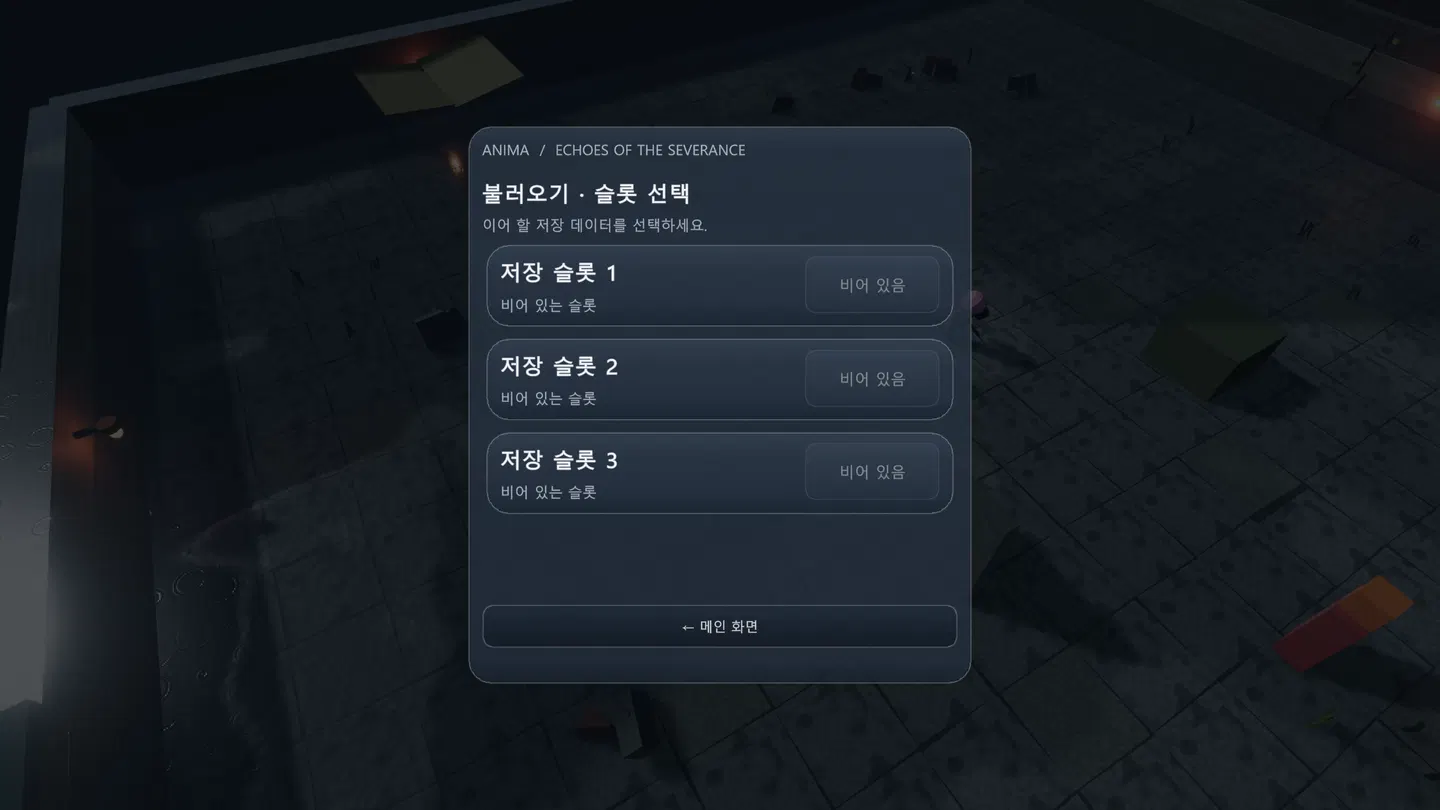 ANIMA / ECHOES OF THE SEVERANCE
불러오기 · 슬롯 선택
이어 할 저장 데이터를 선택하세요.
저장 슬롯 1
비어 있는 슬롯
비어 있음
저장 슬롯 2
비어 있는 슬롯
비어 있음
저장 슬롯 3
비어 있는 슬롯
비어 있음
← 메인 화면